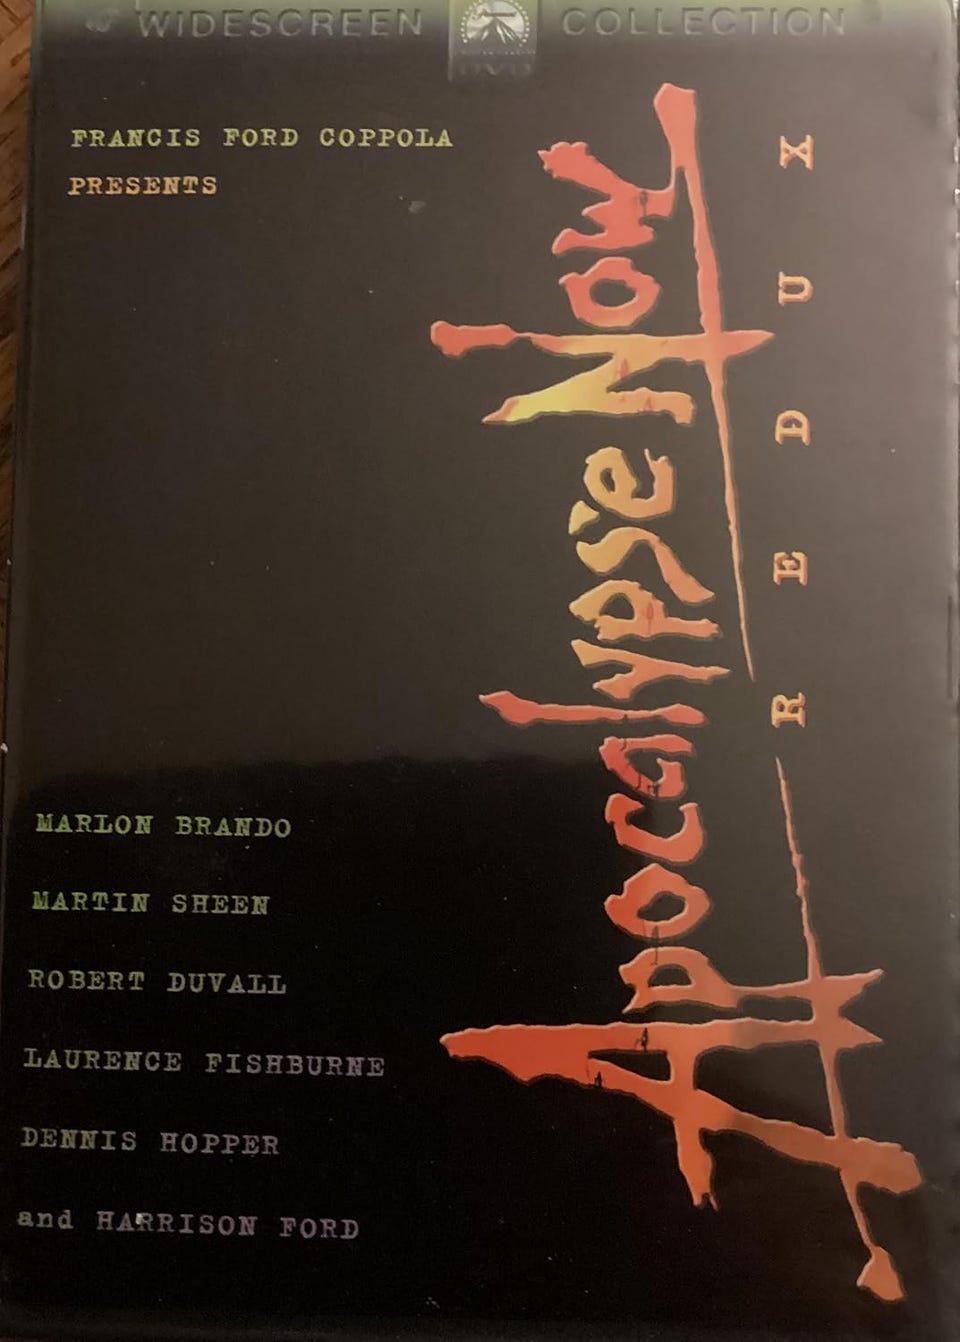 WIDESCREEN DVD COLLECTION
FRANCIS FORD COPPOLA
PRESENTS
Apocalypse Now
REDUX
MARLON BRANDO
MARTIN SHEEN
ROBERT DUVALL
LAURENCE FISHBURNE
DENNIS HOPPER
and HARRISON FORD